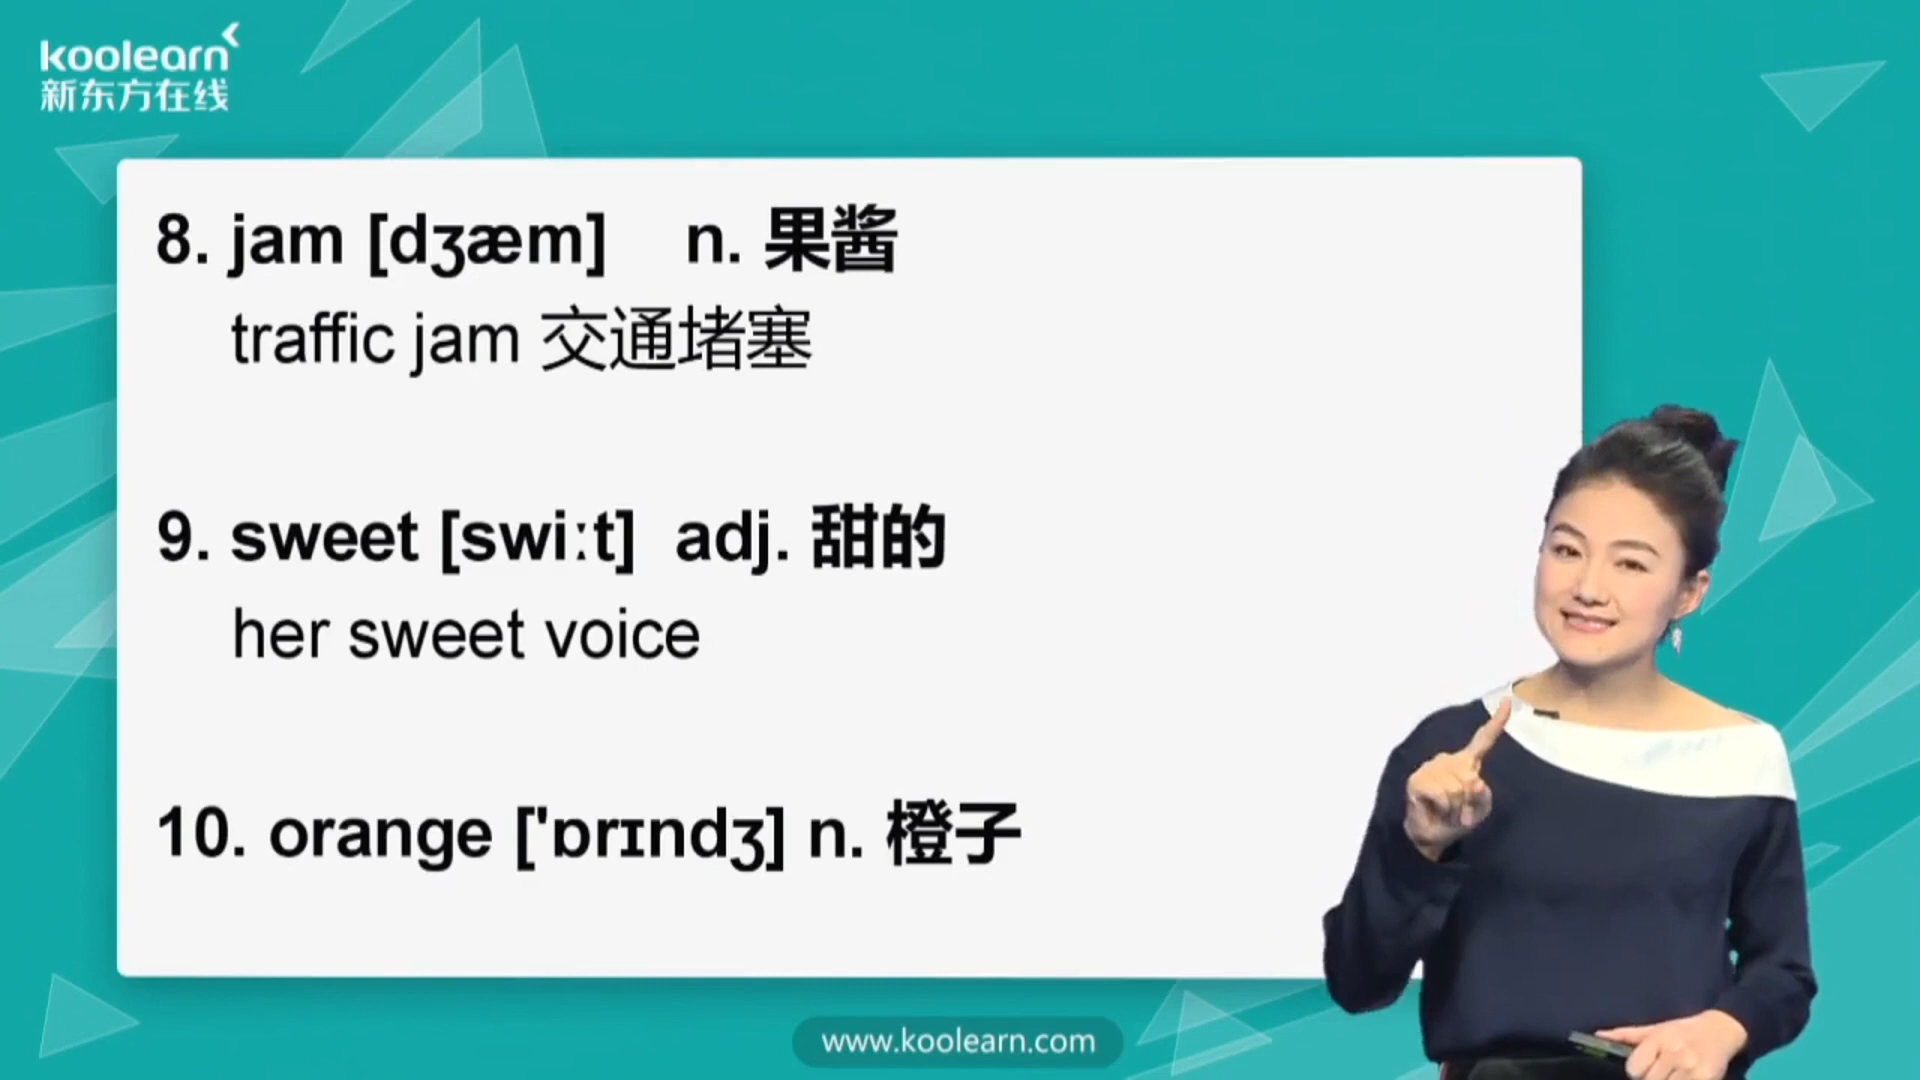 koolearn
新东方在线
8. jam [dʒæm] n. 果酱
traffic jam 交通堵塞
9. sweet [swiːt] adj. 甜的
her sweet voice
10. orange ['ɒrɪndʒ] n. 橙子
www.koolearn.com